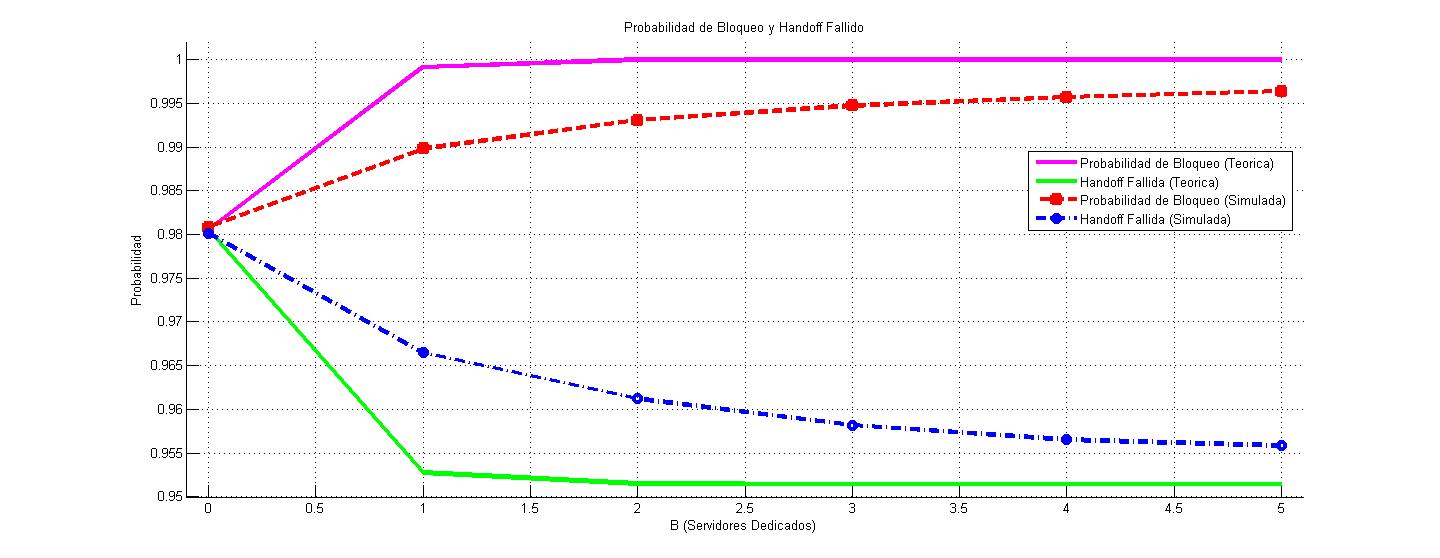 Probabilidad de Bloqueo y Handoff Fallido
1
0.995
0.99
0.985
0.98
0.975
0.97
0.965
0.96
0.955
0.95
Probabilidad
Probabilidad de Bloqueo (Teorica)
Handoff Fallida (Teorica)
Probabilidad de Bloqueo (Simulada)
Handoff Fallida (Simulada)
0 0.5 1 1.5 2 2.5 3 3.5 4 4.5 5
B (Servidores Dedicados)